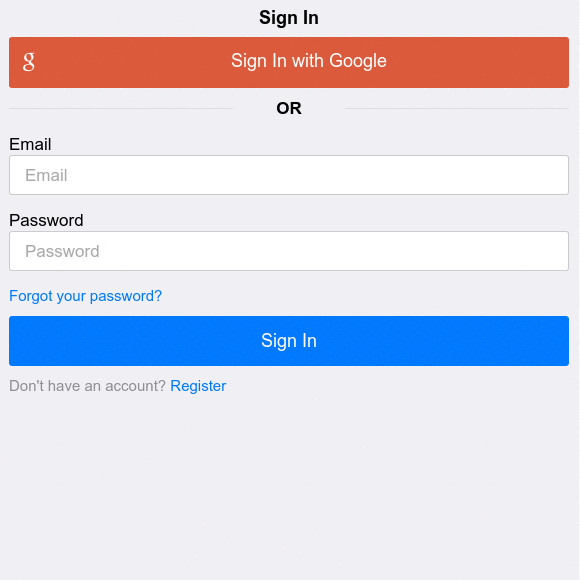 Sign In
g Sign In with Google
OR
Email
Email
Password
Password
Forgot your password?
Sign In
Don't have an account? Register